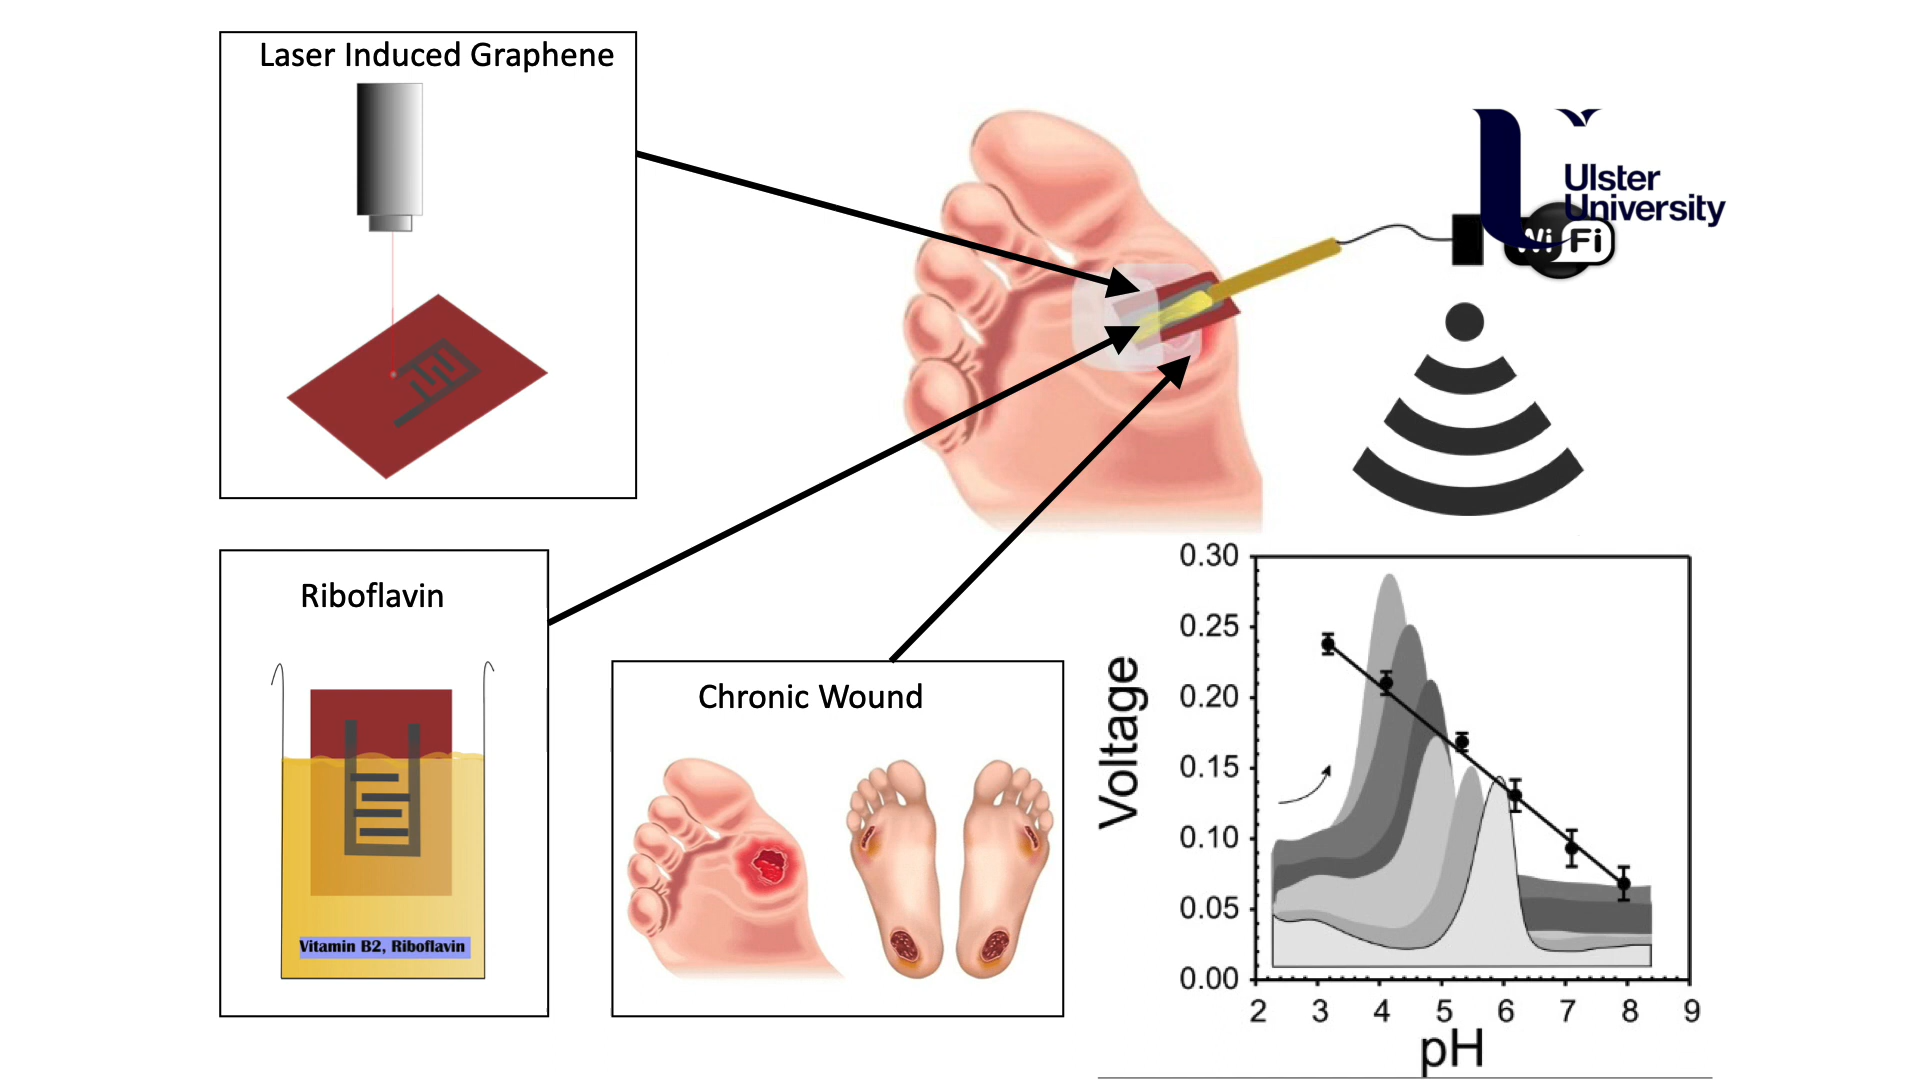 Laser Induced Graphene
Ulster
University
Wi Fi
Riboflavin
Vitamin B2, Riboflavin
Chronic Wound
Voltage
0.30
0.25
0.20
0.15
0.10
0.05
0.00
2 3 4 5 6 7 8 9
pH